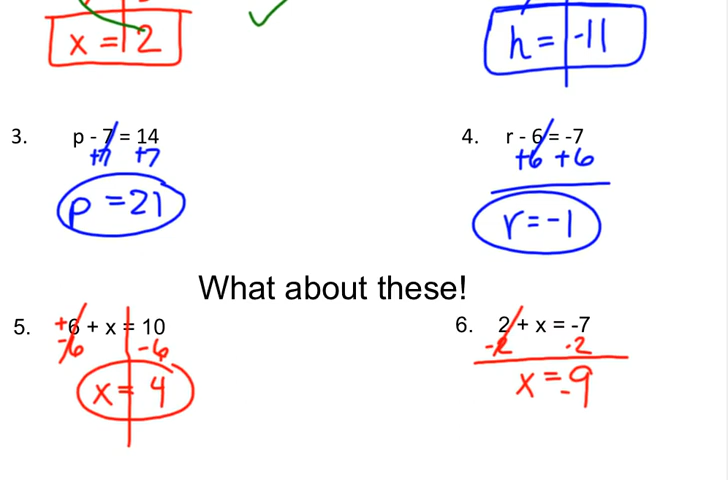 x = 2
h = -11
3. p - 7 = 14
+7 +7
p = 21
4. r - 6 = -7
+6 +6
r = -1
What about these!
5. +6 + x = 10
-6 -6
x = 4
6. 2 + x = -7
-2 -2
x = -9